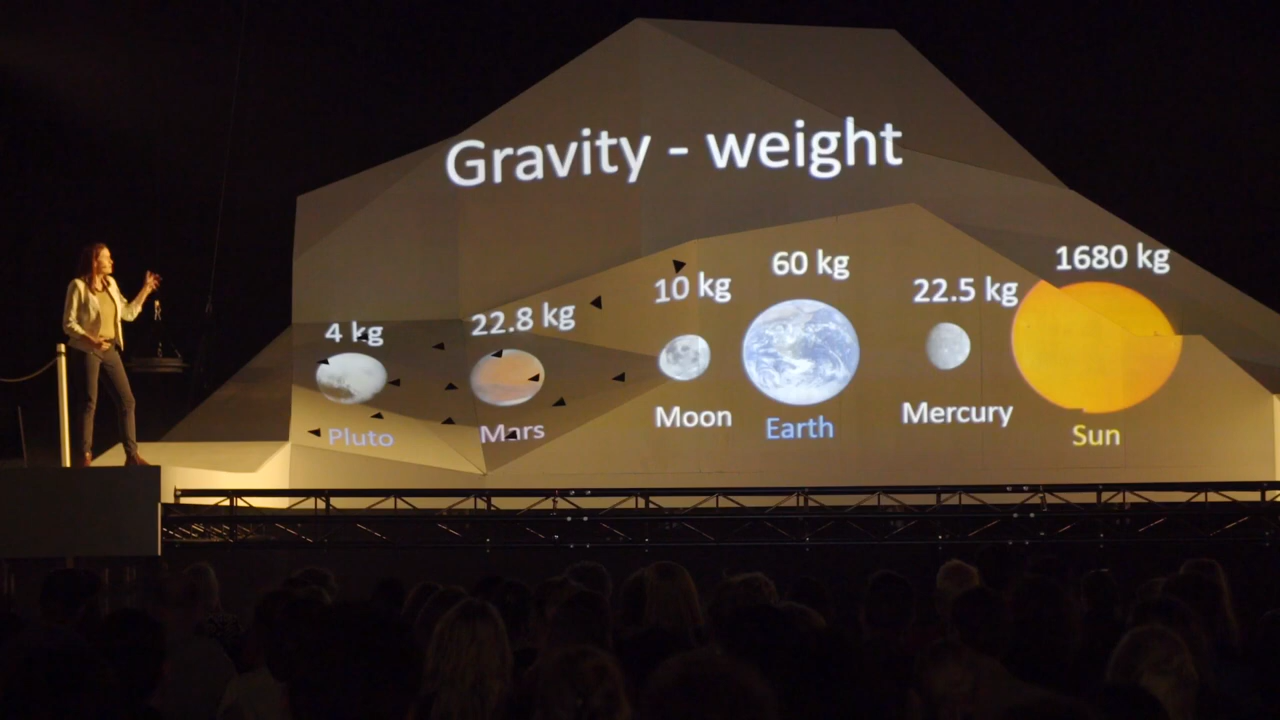 Gravity - weight
4 kg
22.8 kg
10 kg
60 kg
22.5 kg
1680 kg
Pluto
Mars
Moon
Earth
Mercury
Sun